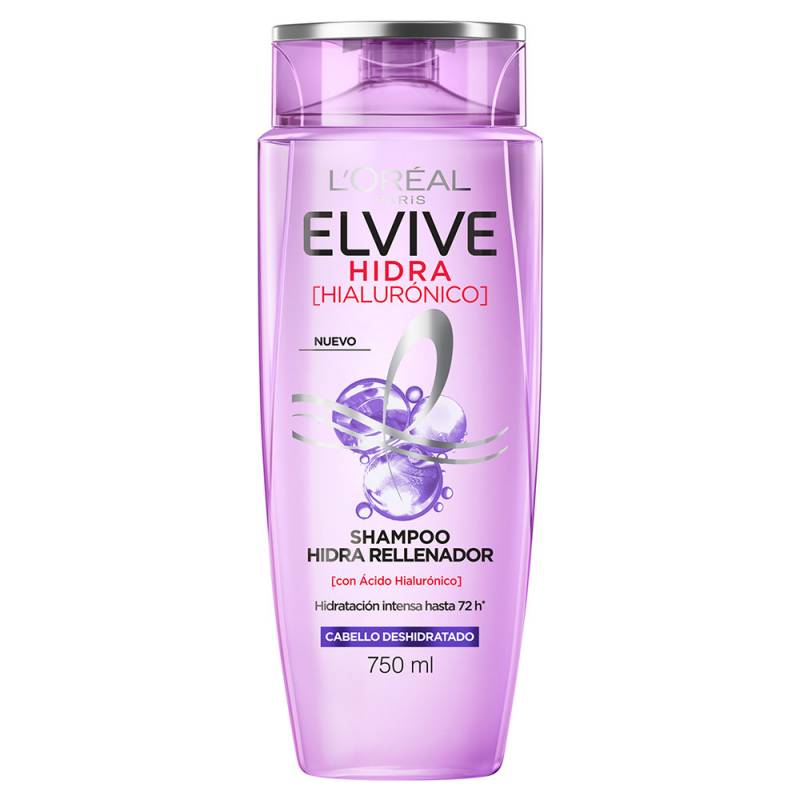 L'ORÉAL
PARIS
ELVIVE
HIDRA
[HIALURÓNICO]
NUEVO
SHAMPOO
HIDRA RELLENADOR
[con Ácido Hialurónico]
Hidratación intensa hasta 72 h*
CABELLO DESHIDRATADO
750 ml